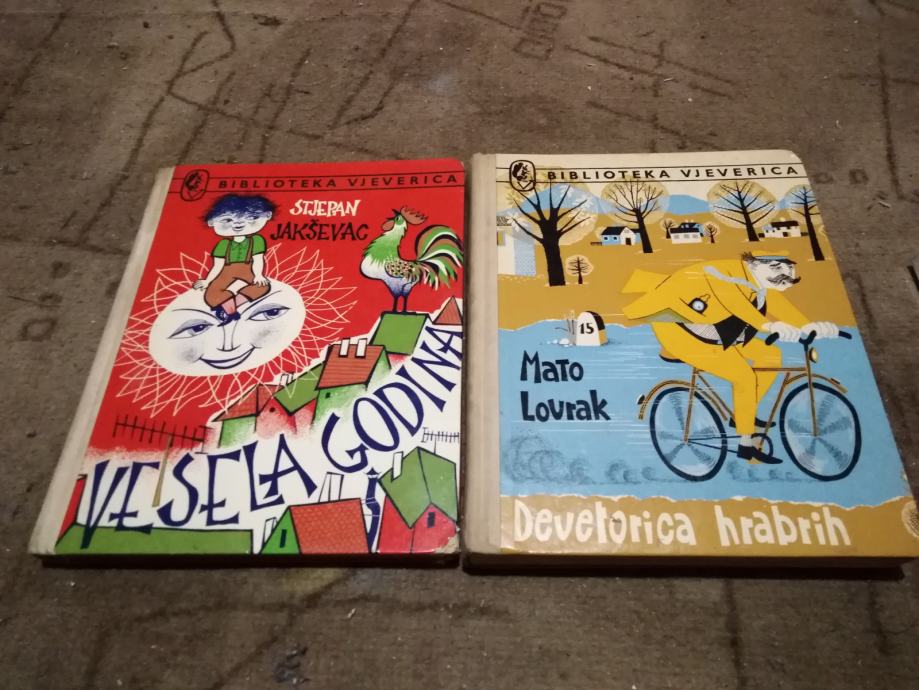 BIBLIOTEKA VJEVERICA
STJEPAN
JAKŠEVAC
VESELA GODINA
BIBLIOTEKA VJEVERICA
15
Mato
Lovrak
Devetorica hrabrih